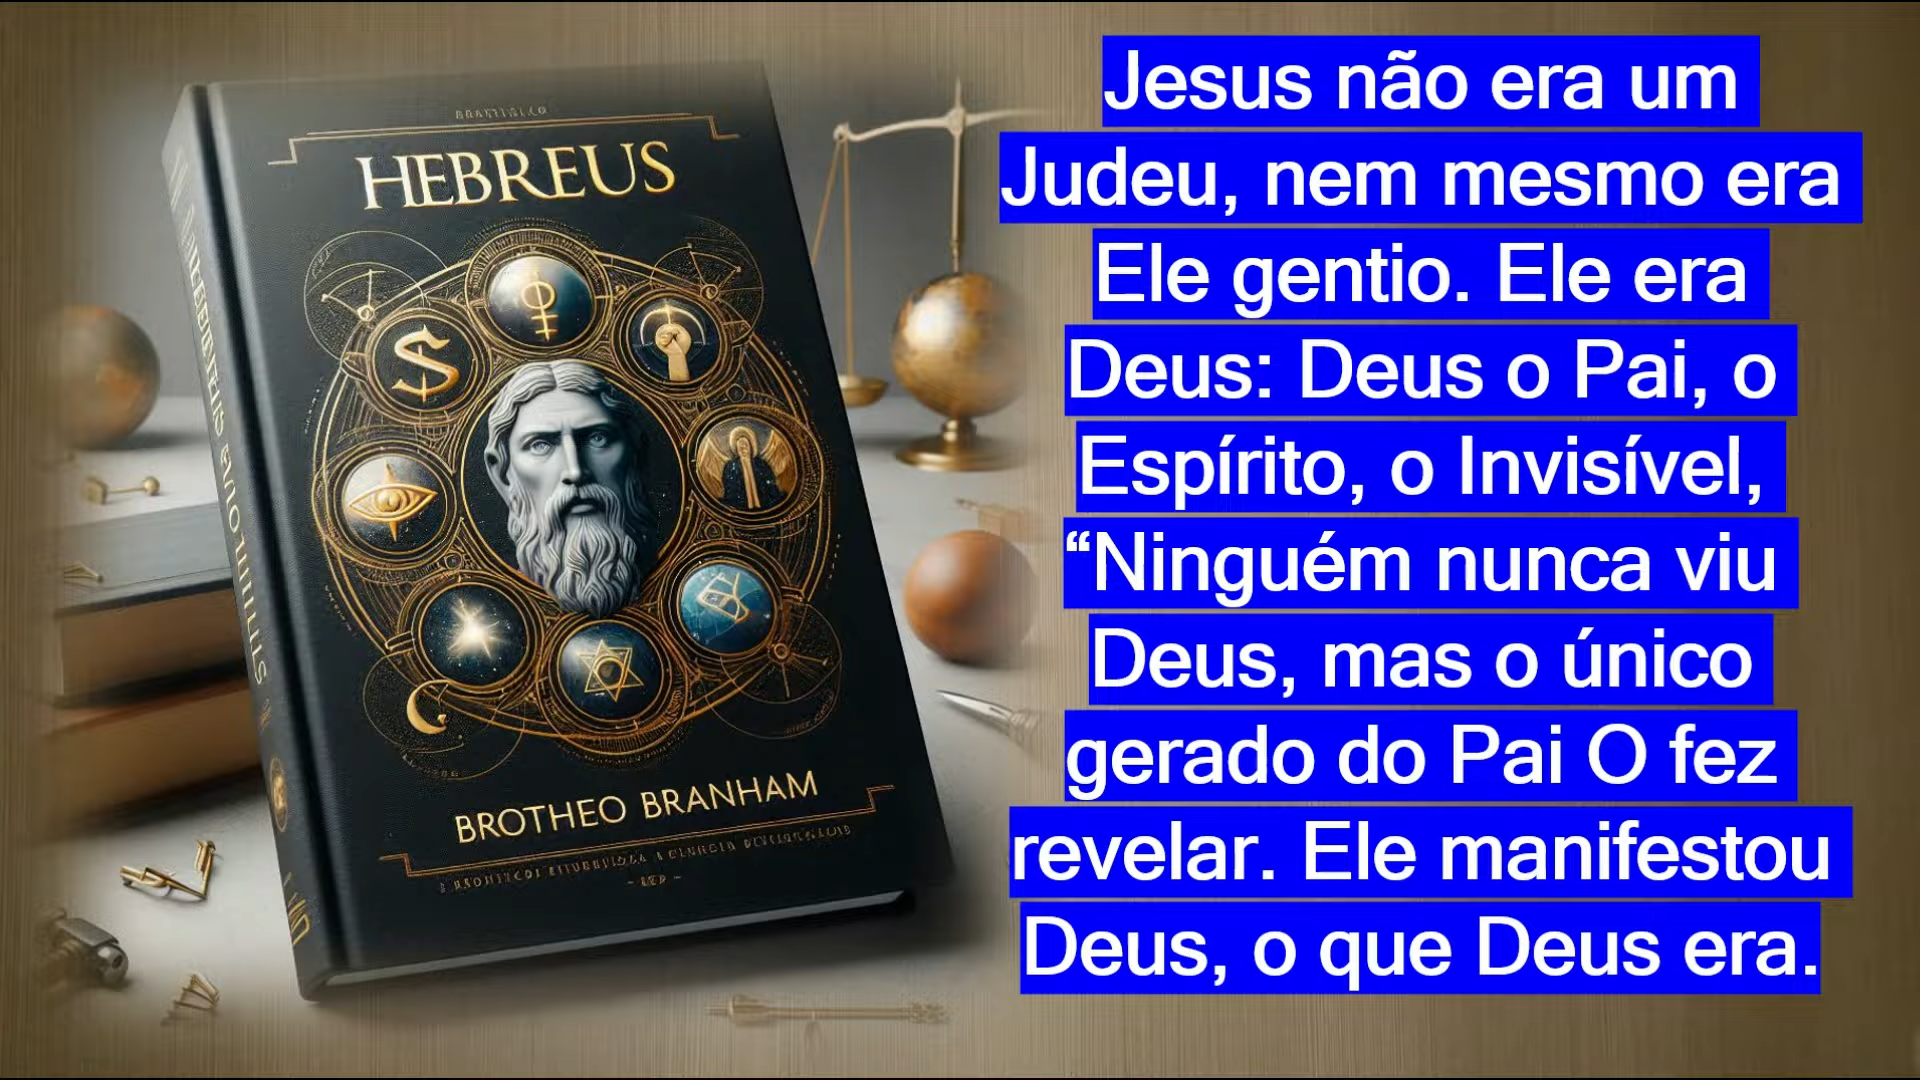 HEBREUS
BROTHEO BRANHAM
Jesus não era um
Judeu, nem mesmo era
Ele gentio. Ele era
Deus: Deus o Pai, o
Espírito, o Invisível,
“Ninguém nunca viu
Deus, mas o único
gerado do Pai O fez
revelar. Ele manifestou
Deus, o que Deus era.